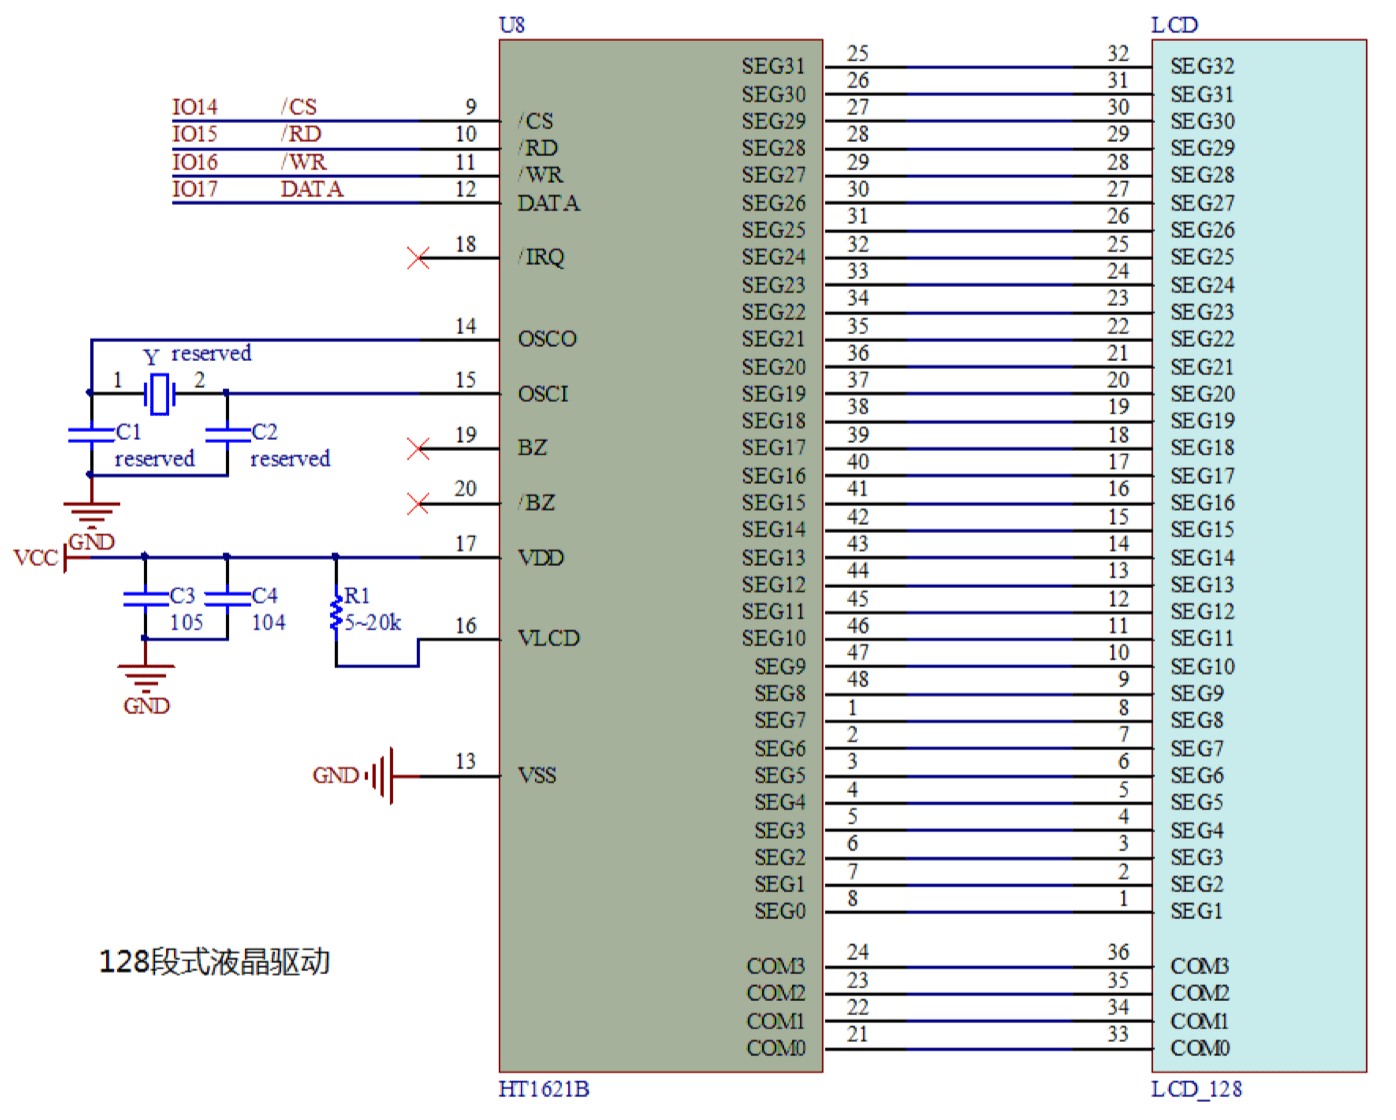 U8
LCD
SEG31 25 32 SEG32
SEG30 26 31 SEG31
IO14 /CS 9 /CS SEG29 27 30 SEG30
IO15 /RD 10 /RD SEG28 28 29 SEG29
IO16 /WR 11 /WR SEG27 29 28 SEG28
IO17 DATA 12 DATA SEG26 30 27 SEG27
SEG25 31 26 SEG26
18 /IRQ SEG24 32 25 SEG25
SEG23 33 24 SEG24
SEG22 34 23 SEG23
14 OSCO SEG21 35 22 SEG22
Y reserved SEG20 36 21 SEG21
1 2 15 OSCI SEG19 37 20 SEG20
SEG18 38 19 SEG19
C1 C2 19 BZ SEG17 39 18 SEG18
reserved reserved SEG16 40 17 SEG17
20 /BZ SEG15 41 16 SEG16
GND SEG14 42 15 SEG15
VCC 17 VDD SEG13 43 14 SEG14
SEG12 44 13 SEG13
C3 C4 R1 SEG11 45 12 SEG12
105 104 5~20k 16 VLCD SEG10 46 11 SEG11
SEG9 47 10 SEG10
SEG8 48 9 SEG9
GND SEG7 1 8 SEG8
SEG6 2 7 SEG7
GND 13 VSS SEG5 3 6 SEG6
SEG4 4 5 SEG5
SEG3 5 4 SEG4
SEG2 6 3 SEG3
SEG1 7 2 SEG2
SEG0 8 1 SEG1
128段式液晶驱动
COM3 24 36 COM3
COM2 23 35 COM2
COM1 22 34 COM1
COM0 21 33 COM0
HT1621B
LCD_128